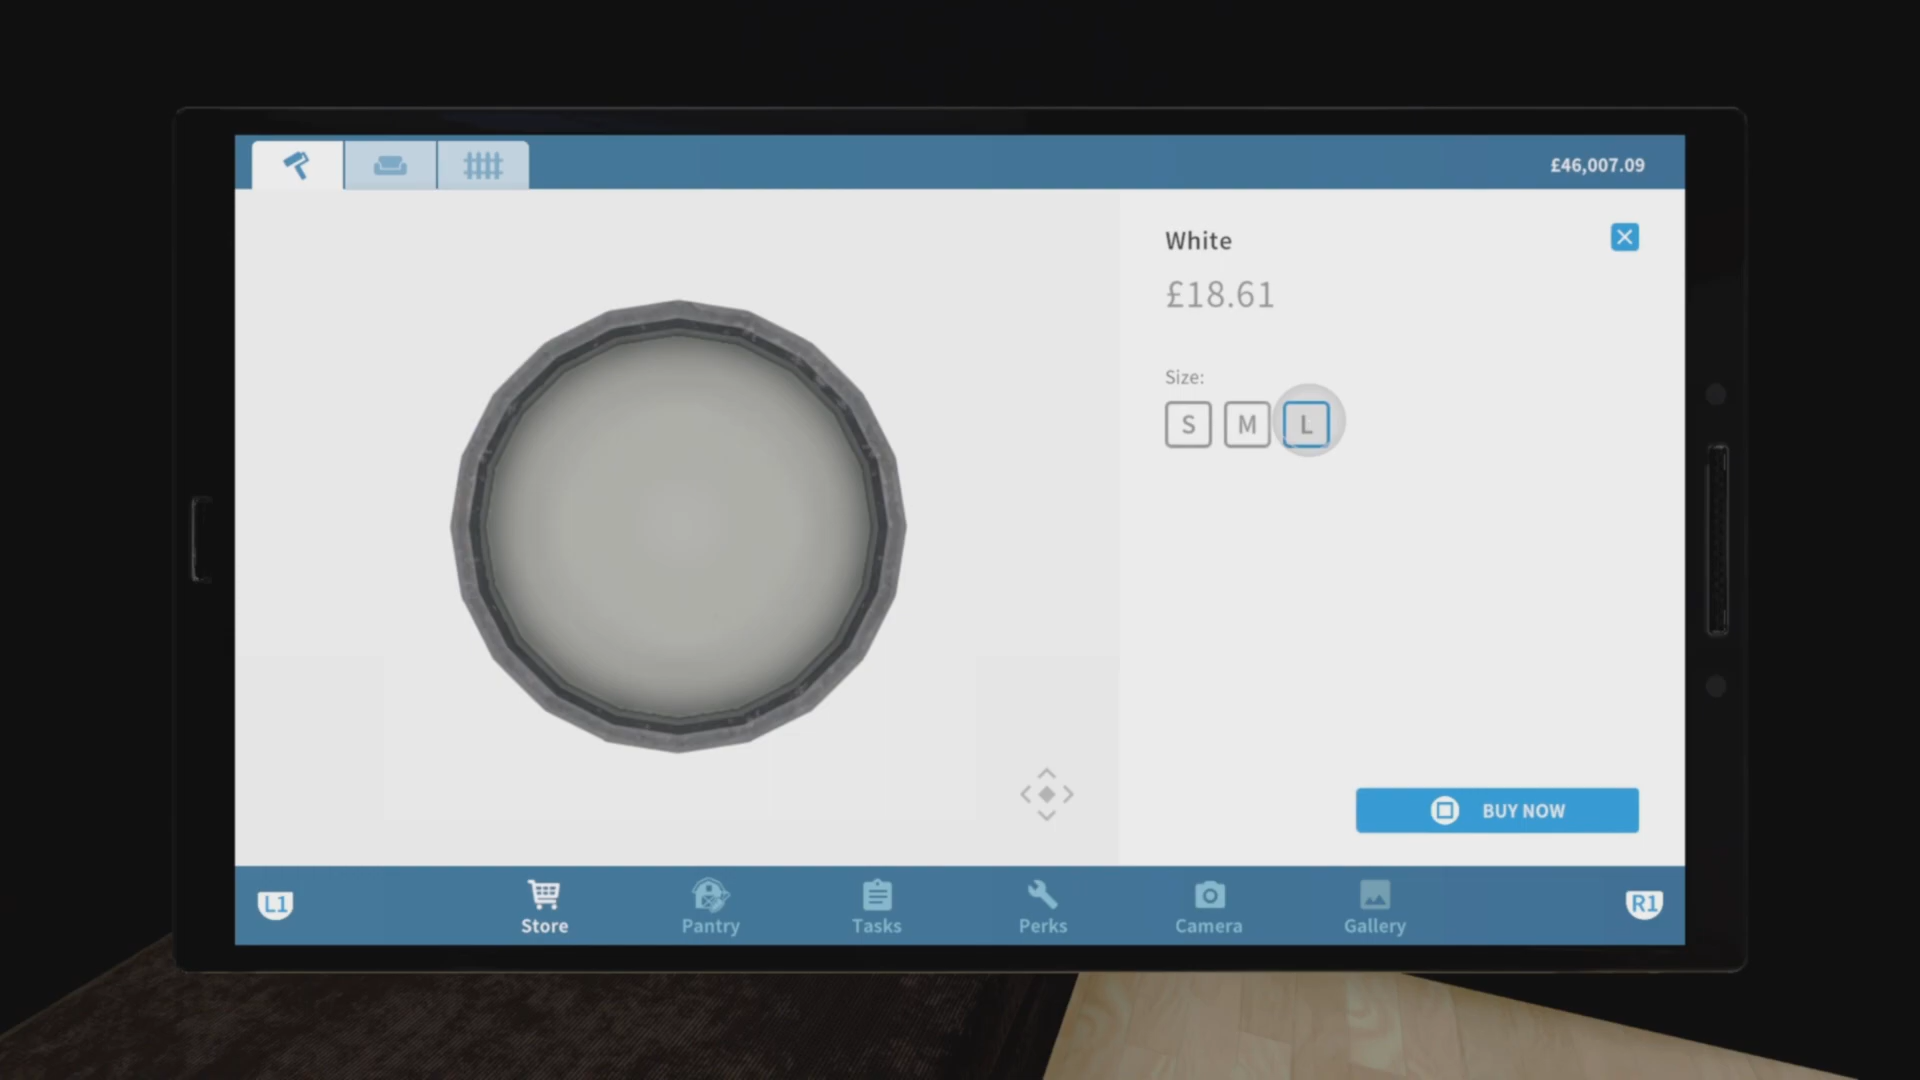 £46,007.09
White
£18.61
Size:
S M L
BUY NOW
L1
Store
Pantry
Tasks
Perks
Camera
Gallery
R1